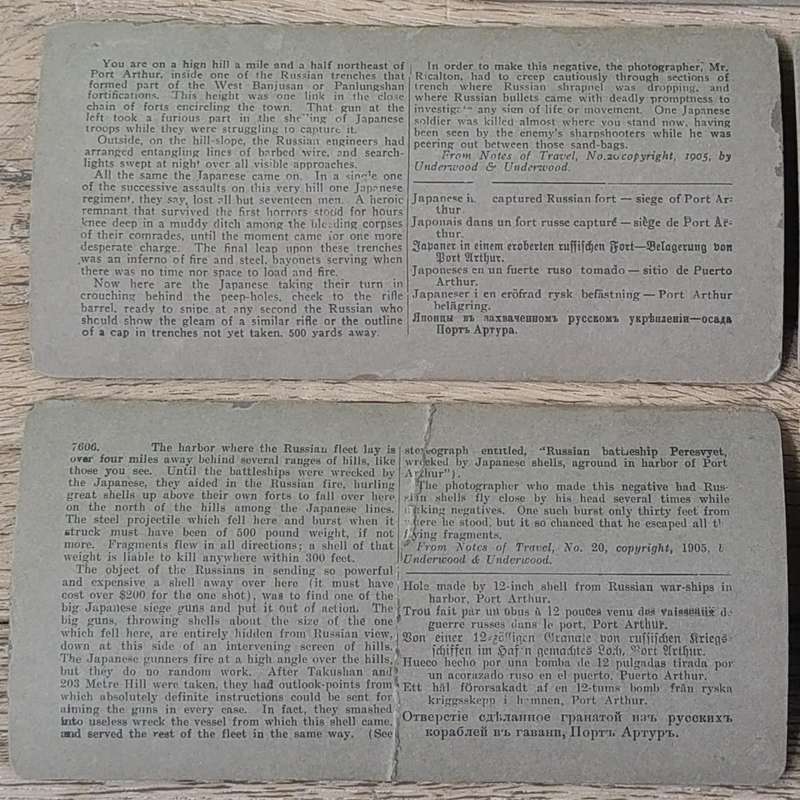 You are on a high hill a mile and a half northeast of
Port Arthur, inside one of the Russian trenches that
formed part of the West Banjusan or Panlungshan
fortifications. This height was one link in the close
chain of forts encircling the town. That gun at the
left took a furious part in the of Japanese
troops while they were struggling to capture it.
Outside, on the hill-slope, the Russian engineers had
arranged entangling lines of barbed wire, and search-
lights swept at night over all visible approaches.
All the same the Japanese came on. In a single one
of the successive assaults on this very hill one Japanese
regiment, they say, lost all but seventeen men. A heroic
remnant that survived the first horrors stood for hours
knee deep in a muddy ditch among the bleeding corpses
of their comrades, until the moment came for one more
desperate charge. The final leap upon these trenches
was an inferno of fire and steel, bayonets serving when
there was no time nor space to load and fire.
Now here are the Japanese taking their turn in
crouching behind the peep-holes, cheek to the rifle
barrel, ready to snipe at any second the Russian who
should show the gleam of a similar rifle or the outline
of a cap in trenches not yet taken, 500 yards away.
In order to make this negative, the photographer, Mr.
Ricalton, had to creep cautiously through sections of
trench where Russian shrapnel was dropping, and
where Russian bullets came with deadly promptness to
investigate any sign of life or movement. One Japanese
soldier was killed almost where you stand now, having
been seen by the enemy's sharpshooters while he was
peering out between those sand-bags.
From Notes of Travel, No. 20 copyright, 1905, by
Underwood & Underwood.
Japanese in captured Russian fort — siege of Port Ar-
thur.
Japonais dans un fort russe capturé — siège de Port Ar-
thur.
Japaner in einem eroberten russischen Fort—Belagerung von
Port Arthur.
Japoneses en un fuerte ruso tomado — sitio de Puerto
Arthur.
Japaneser i en eröfrad rysk befästning — Port Arthur
belägring.
Японцы въ захваченномъ русскомъ укрѣпленіи—осада
Портъ Артура.
7606. The harbor where the Russian fleet lay is
over four miles away behind several ranges of hills, like
those you see. Until the battleships were wrecked by
the Japanese, they aided in the Russian fire, hurling
great shells up above their own forts to fall over here,
on the north of the hills among the Japanese lines.
The steel projectile which fell here and burst when it
struck must have been of 500 pound weight, if not
more. Fragments flew in all directions; a shell of that
weight is liable to kill anywhere within 300 feet.
The object of the Russians in sending so powerful
and expensive a shell away over here (it must have
cost over $200 for the one shot), was to find one of the
big Japanese siege guns and put it out of action. The
big guns, throwing shells about the size of the one
which fell here, are entirely hidden from Russian view,
down at this side of an intervening screen of hills.
The Japanese gunners fire at a high angle over the hills,
but they do no random work. After Takushan and
203 Metre Hill were taken, they had outlook-points from
which absolutely definite instructions could be sent for
aiming the guns in every case. In fact, they smashed
into useless wreck the vessel from which this shell came,
and served the rest of the fleet in the same way. (See
stereograph entitled, "Russian battleship Peresvyet,
wrecked by Japanese shells, aground in harbor of Port
Arthur").
The photographer who made this negative had Rus-
sian shells fly close by his head several times while
making negatives. One such burst only thirty feet from
where he stood, but it so chanced that he escaped all
flying fragments.
From Notes of Travel, No. 20, copyright, 1905,
Underwood & Underwood.
Hole made by 12-inch shell from Russian war-ships in
harbor, Port Arthur.
Trou fait par un obus à 12 pouces venu des vaisseaux de
guerre russes dans le port, Port Arthur.
Von einer 12-zölligen Granate von russischen Kriegs-
schiffen im Hafen gemachtes Loch, Port Arthur.
Hueco hecho por una bomba de 12 pulgadas tirada por
un acorazado ruso en el puerto, Puerto Arthur.
Ett hål förorsakadt af en 12-tums bomb från ryska
kriggsskepp i hamnen, Port Arthur.
Отверстіе сдѣланное гранатой изъ русскихъ
кораблей въ гавани, Портъ Артуръ.